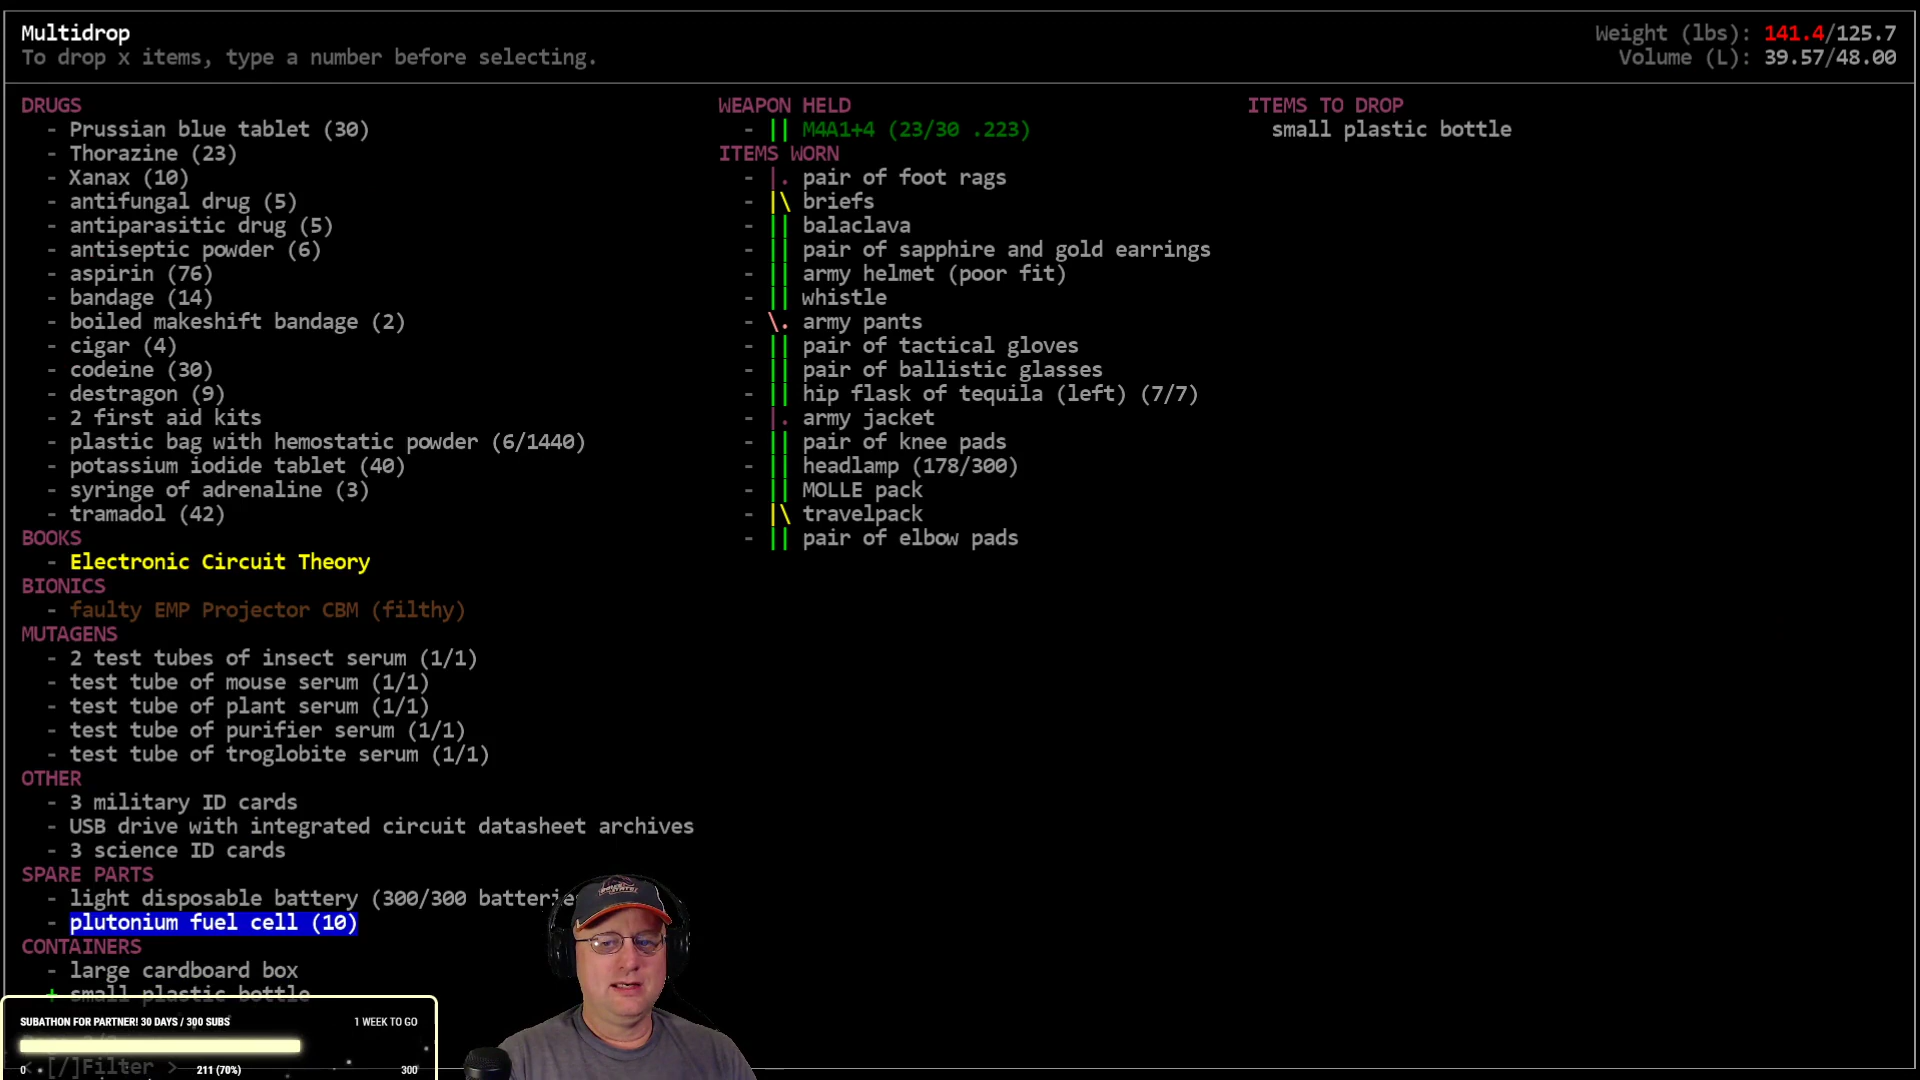 Multidrop
To drop x items, type a number before selecting.
Weight (lbs): 141.4/125.7
Volume (L): 39.57/48.00
DRUGS
- Prussian blue tablet (30)
- Thorazine (23)
- Xanax (10)
- antifungal drug (5)
- antiparasitic drug (5)
- antiseptic powder (6)
- aspirin (76)
- bandage (14)
- boiled makeshift bandage (2)
- cigar (4)
- codeine (30)
- destragon (9)
- 2 first aid kits
- plastic bag with hemostatic powder (6/1440)
- potassium iodide tablet (40)
- syringe of adrenaline (3)
- tramadol (42)
BOOKS
- Electronic Circuit Theory
BIONICS
- faulty EMP Projector CBM (filthy)
MUTAGENS
- 2 test tubes of insect serum (1/1)
- test tube of mouse serum (1/1)
- test tube of plant serum (1/1)
- test tube of purifier serum (1/1)
- test tube of troglobite serum (1/1)
OTHER
- 3 military ID cards
- USB drive with integrated circuit datasheet archives
- 3 science ID cards
SPARE PARTS
- light disposable battery (300/300 batterie
- plutonium fuel cell (10)
CONTAINERS
- large cardboard box
+ small plastic bottle
< [/]Filter >
WEAPON HELD
- || M4A1+4 (23/30 .223)
ITEMS WORN
- |. pair of foot rags
- |\ briefs
- || balaclava
- || pair of sapphire and gold earrings
- || army helmet (poor fit)
- || whistle
- \. army pants
- || pair of tactical gloves
- || pair of ballistic glasses
- || hip flask of tequila (left) (7/7)
- |. army jacket
- || pair of knee pads
- || headlamp (178/300)
- || MOLLE pack
- |\ travelpack
- || pair of elbow pads
ITEMS TO DROP
small plastic bottle
SUBATHON FOR PARTNER! 30 DAYS / 300 SUBS
1 WEEK TO GO
0
211 (70%)
300